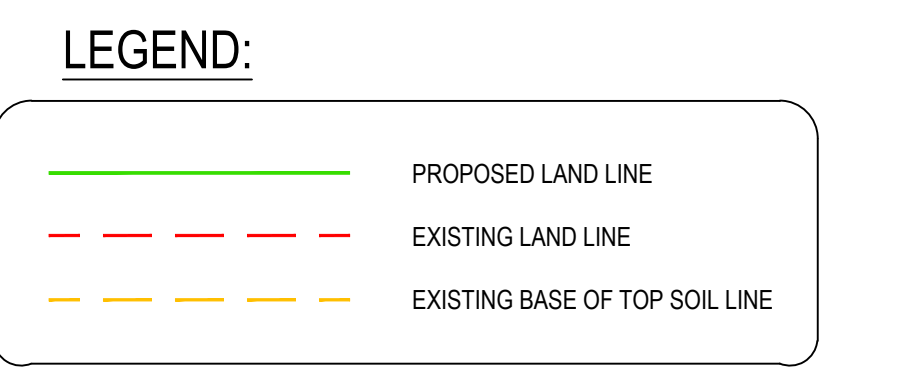 LEGEND:
PROPOSED LAND LINE
EXISTING LAND LINE
EXISTING BASE OF TOP SOIL LINE